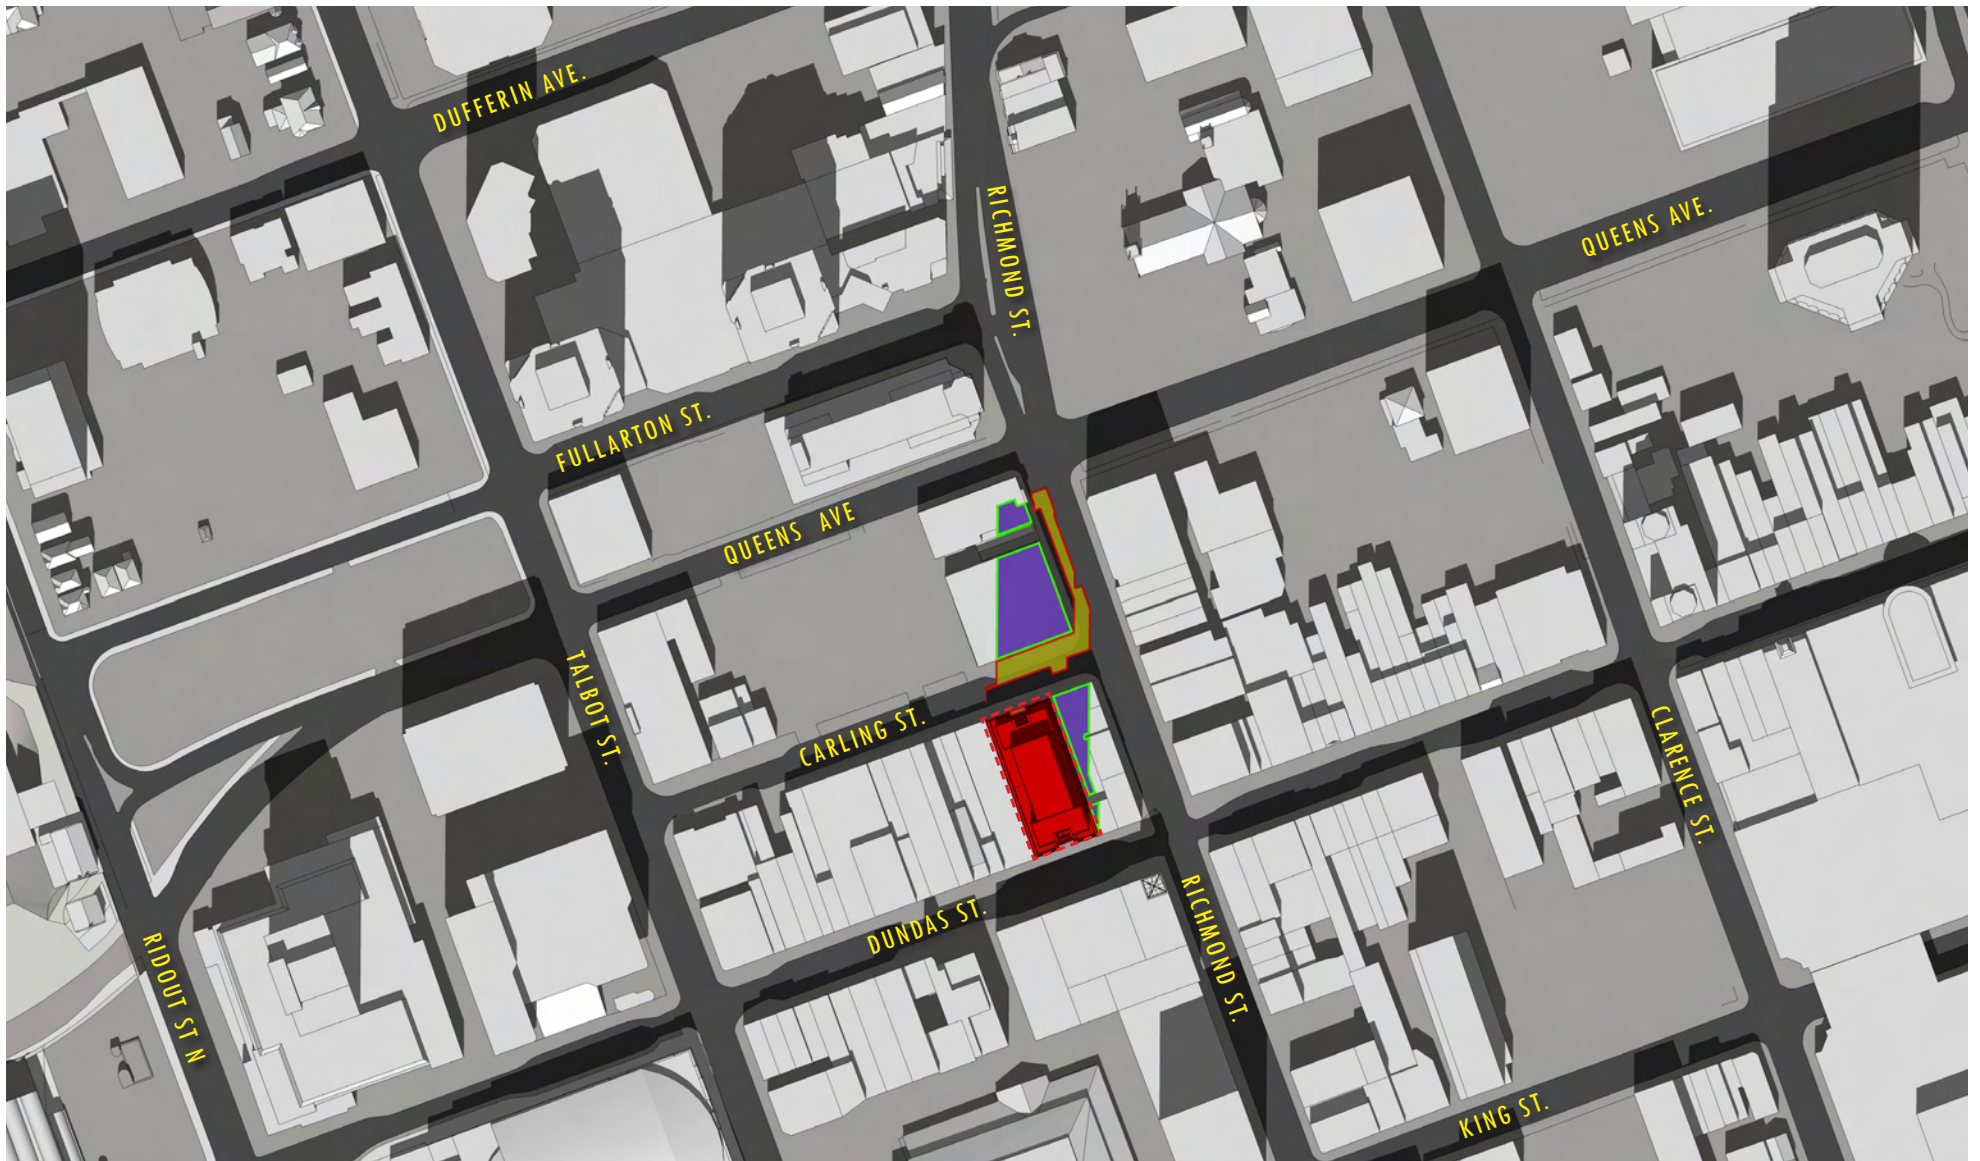 DUFFERIN AVE.
RICHMOND ST.
QUEENS AVE.
FULLARTON ST.
QUEENS AVE
TALBOT ST.
CARLING ST.
CLARENCE ST.
DUNDAS ST.
RICHMOND ST.
RIDOUT ST N
KING ST.